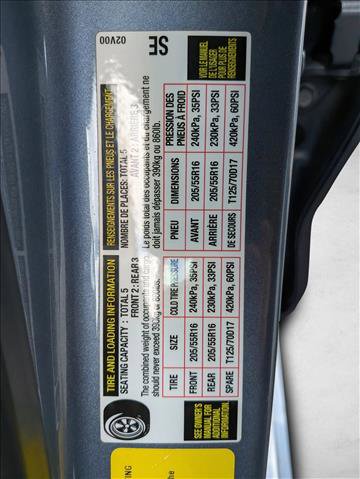 TIRE AND LOADING INFORMATION
SEATING CAPACITY : TOTAL 5
FRONT 2 : REAR 3
The combined weight of occupants and cargo
should never exceed 390kg or 860lbs.
TIRE SIZE COLD TIRE PRESSURE
FRONT 205/55R16 240kPa, 35PSI
REAR 205/55R16 230kPa, 33PSI
SPARE T125/70D17 420kPa, 60PSI
SEE OWNER'S
MANUAL FOR
ADDITIONAL
INFORMATION
RENSEIGNEMENTS SUR LES PNEUS ET LE CHARGEMENT
NOMBRE DE PLACES: TOTAL 5
AVANT 2 : ARRIÈRE 3
Le poids total des occupants et du chargement ne
doit jamais dépasser 390kg ou 860lb.
PNEU DIMENSIONS PRESSION DES
PNEUS À FROID
AVANT 205/55R16 240kPa, 35PSI
ARRIÈRE 205/55R16 230kPa, 33PSI
DE SECOURS T125/70D17 420kPa, 60PSI
VOIR LE MANUEL
DE L'USAGER
POUR PLUS DE
RENSEIGNEMENTS
02V00
SE
the